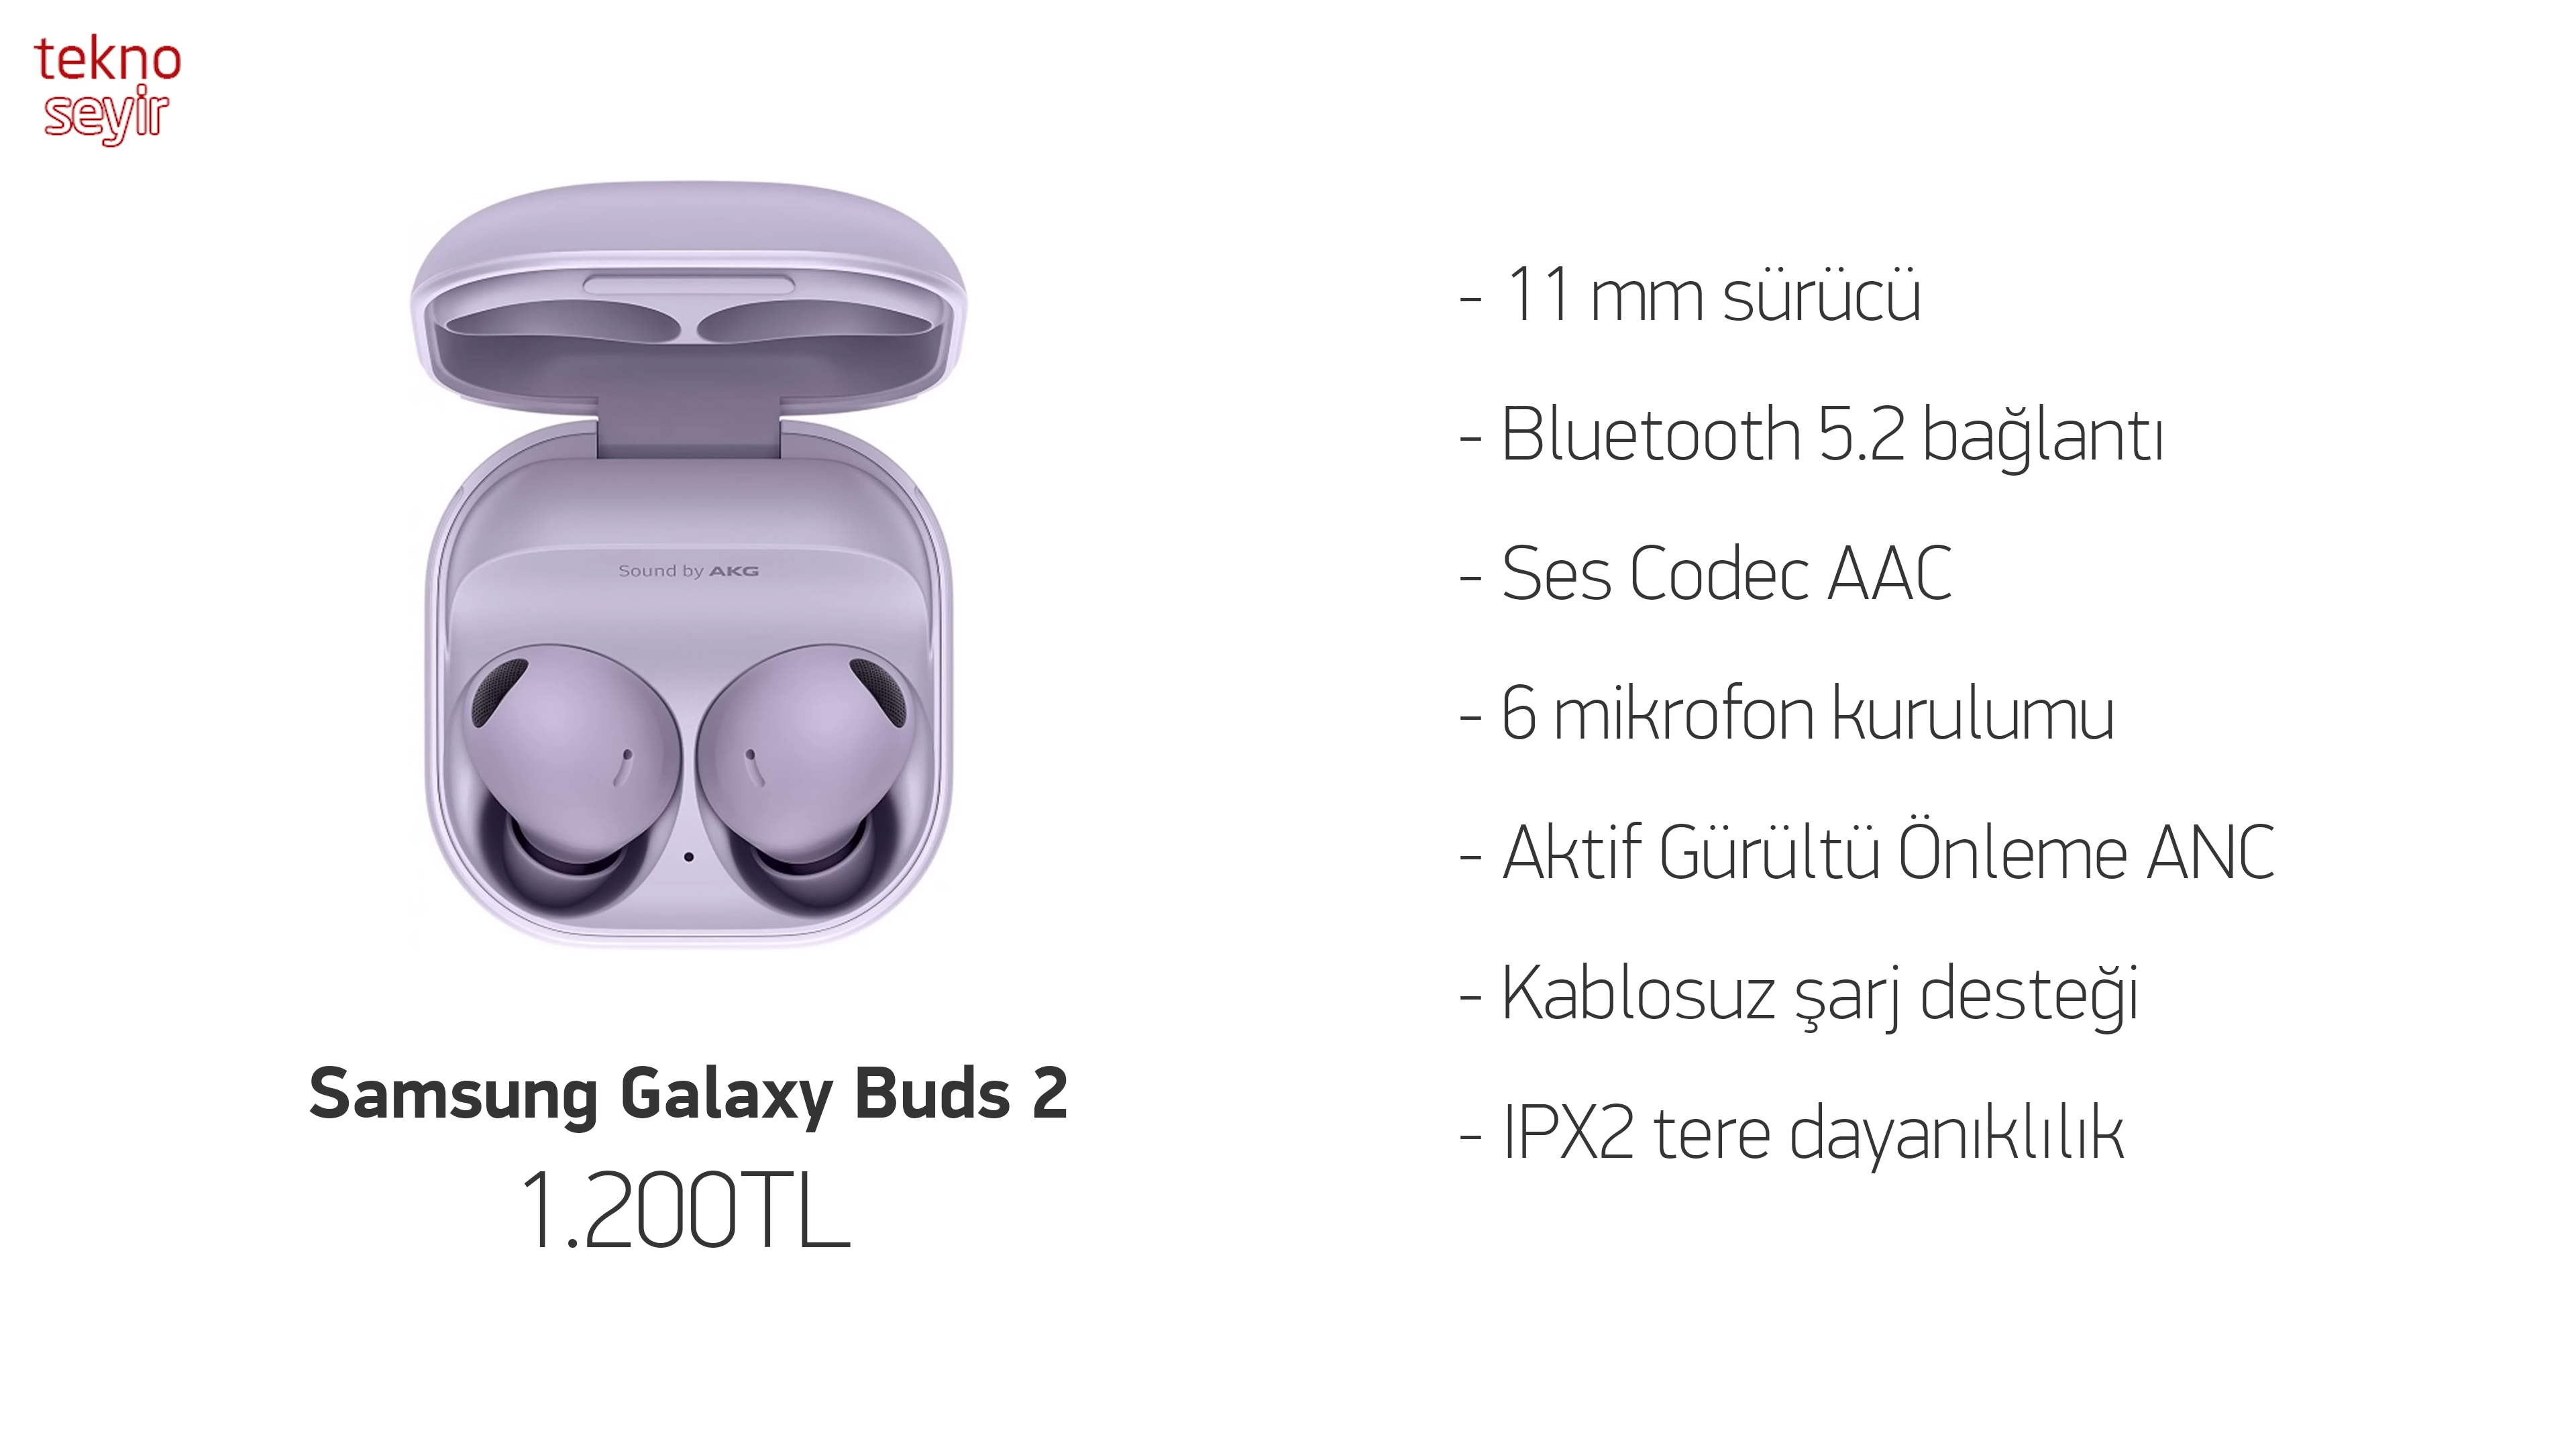 tekno
seyir
Sound by AKG
Samsung Galaxy Buds 2
1.200TL
- 11 mm sürücü
- Bluetooth 5.2 bağlantı
- Ses Codec AAC
- 6 mikrofon kurulumu
- Aktif Gürültü Önleme ANC
- Kablosuz şarj desteği
- IPX2 tere dayanıklılık